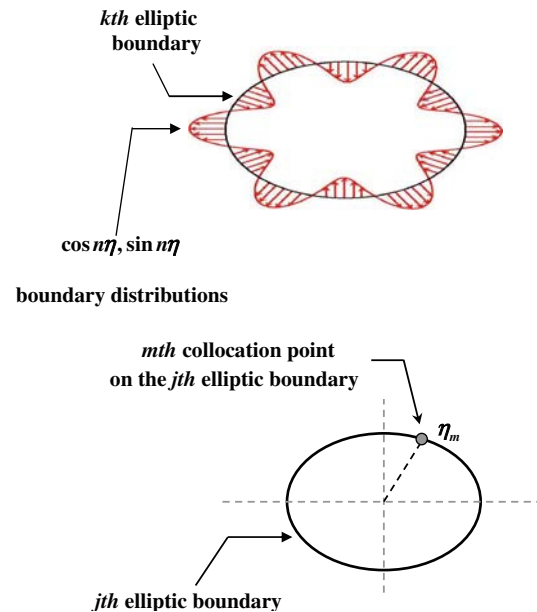 kth elliptic
boundary
cos nη, sin nη
boundary distributions
mth collocation point
on the jth elliptic boundary
ηm
jth elliptic boundary